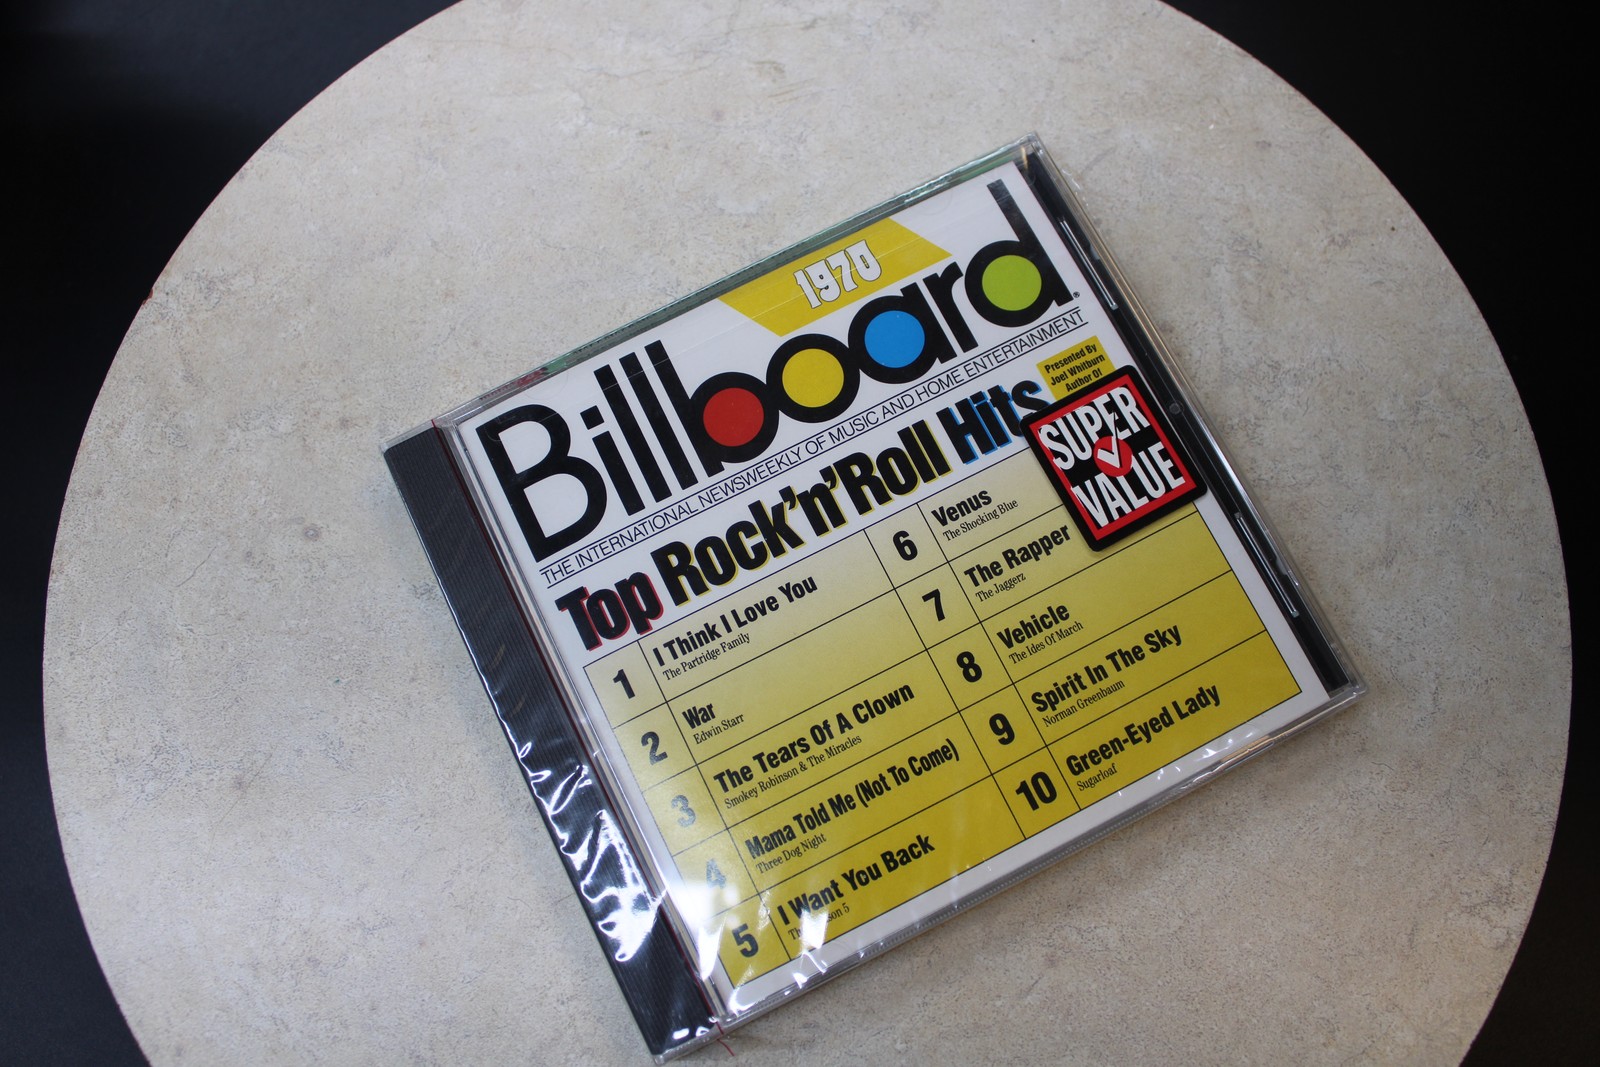 1970
Billboard®
THE INTERNATIONAL NEWSWEEKLY OF MUSIC AND HOME ENTERTAINMENT
Top Rock'n'Roll Hits
Presented By
Joel Whitburn
Author Of
SUPER
VALUE
1 I Think I Love You
The Partridge Family
2 War
Edwin Starr
3 The Tears Of A Clown
Smokey Robinson & The Miracles
4 Mama Told Me (Not To Come)
Three Dog Night
5 I Want You Back
6 Venus
The Shocking Blue
7 The Rapper
The Jaggerz
8 Vehicle
The Ides Of March
9 Spirit In The Sky
Norman Greenbaum
10 Green-Eyed Lady
Sugarloaf